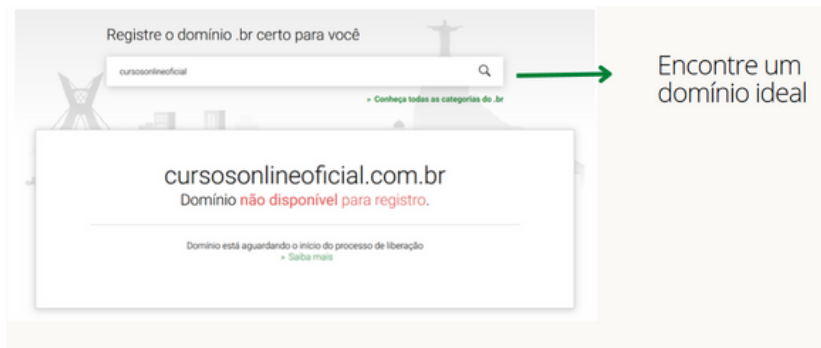 Registre o domínio .br certo para você
cursosonlineoficial
» Conheça todas as categorias do .br
Encontre um
domínio ideal
cursosonlineoficial.com.br
Domínio não disponível para registro.
Domínio está aguardando o início do processo de liberação
» Saiba mais